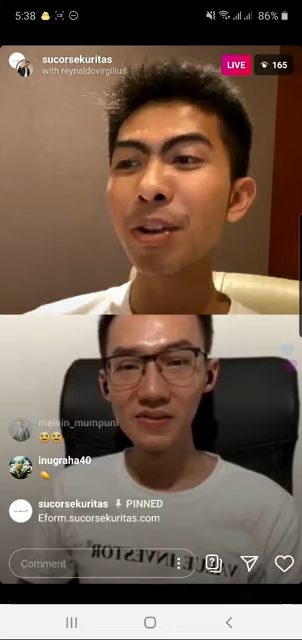 5:38
86%
sucorsekuritas
with reynaldovirgilius
LIVE
165
melvin_mumpuni
😆😆
inugraha40
sucorsekuritas 📌 PINNED
Eform.sucorsekuritas.com
VALUE INVESTOR"
Comment